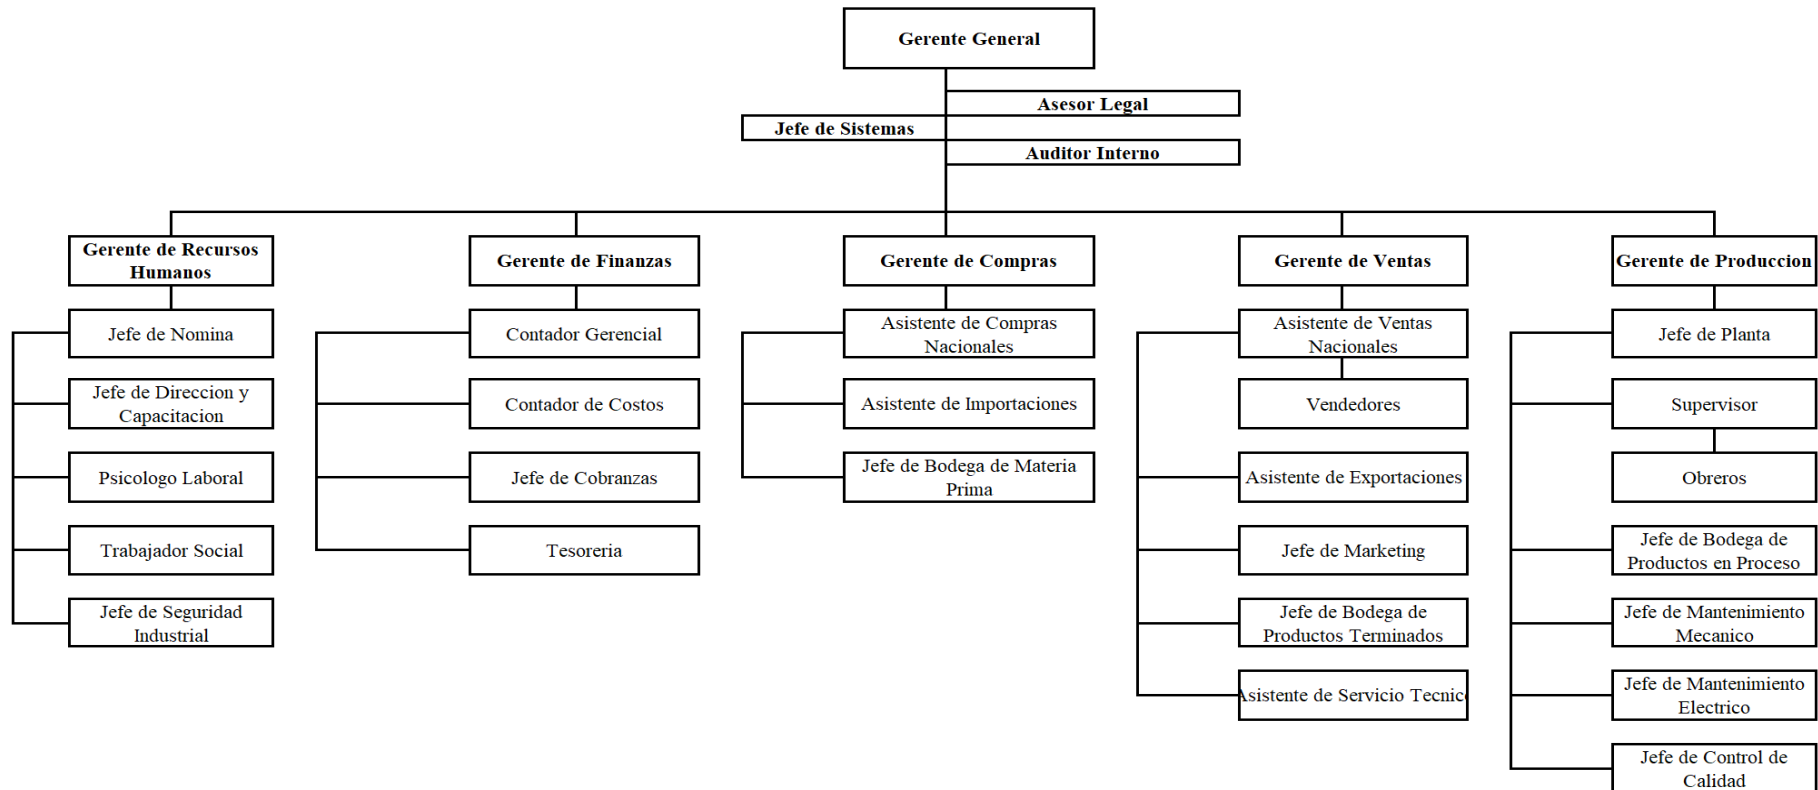 Gerente General
Asesor Legal
Jefe de Sistemas
Auditor Interno
Gerente de Recursos
Humanos
Gerente de Finanzas
Gerente de Compras
Gerente de Ventas
Gerente de Produccion
Jefe de Nomina
Jefe de Direccion y
Capacitacion
Psicologo Laboral
Trabajador Social
Jefe de Seguridad
Industrial
Contador Gerencial
Contador de Costos
Jefe de Cobranzas
Tesoreria
Asistente de Compras
Nacionales
Asistente de Importaciones
Jefe de Bodega de Materia
Prima
Asistente de Ventas
Nacionales
Vendedores
Asistente de Exportaciones
Jefe de Marketing
Jefe de Bodega de
Productos Terminados
Asistente de Servicio Tecnico
Jefe de Planta
Supervisor
Obreros
Jefe de Bodega de
Productos en Proceso
Jefe de Mantenimiento
Mecanico
Jefe de Mantenimiento
Electrico
Jefe de Control de
Calidad